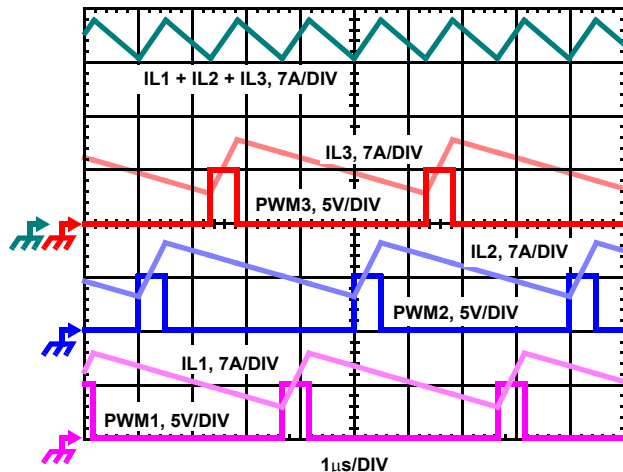 IL1 + IL2 + IL3, 7A/DIV
IL3, 7A/DIV
PWM3, 5V/DIV
IL2, 7A/DIV
PWM2, 5V/DIV
IL1, 7A/DIV
PWM1, 5V/DIV
1μs/DIV